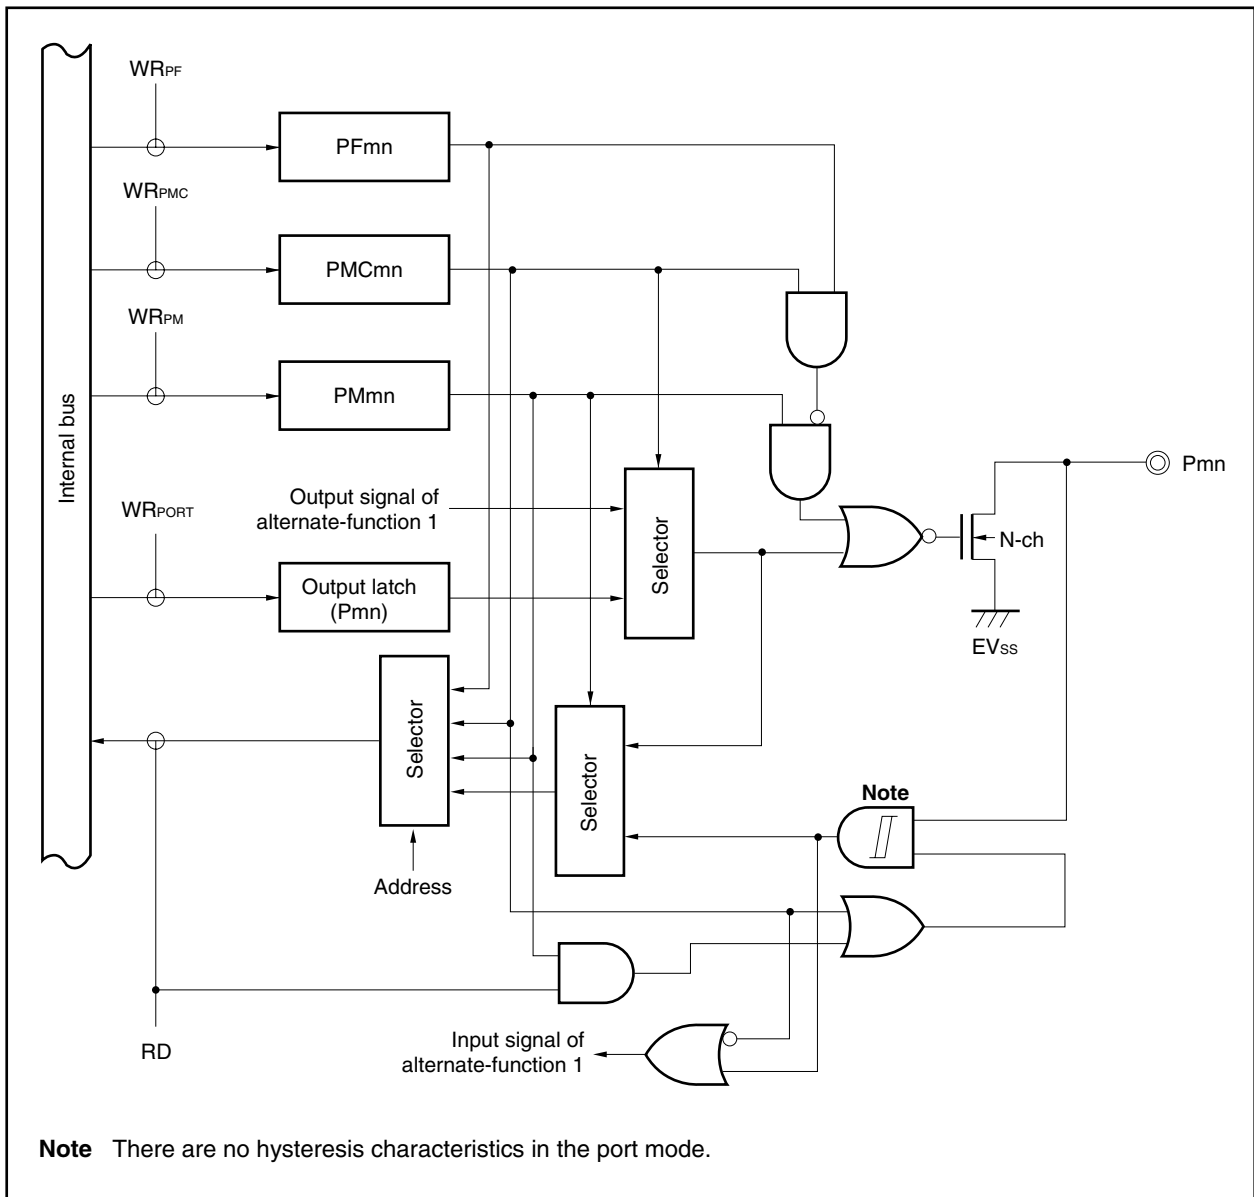 WRPF
PFmn
WRPMC
PMCmn
WRPM
PMmn
Internal bus
Output signal of
alternate-function 1
WRPORT
Output latch
(Pmn)
Selector
Pmn
N-ch
EVSS
Selector
Selector
Note
Address
RD
Input signal of
alternate-function 1
Note There are no hysteresis characteristics in the port mode.